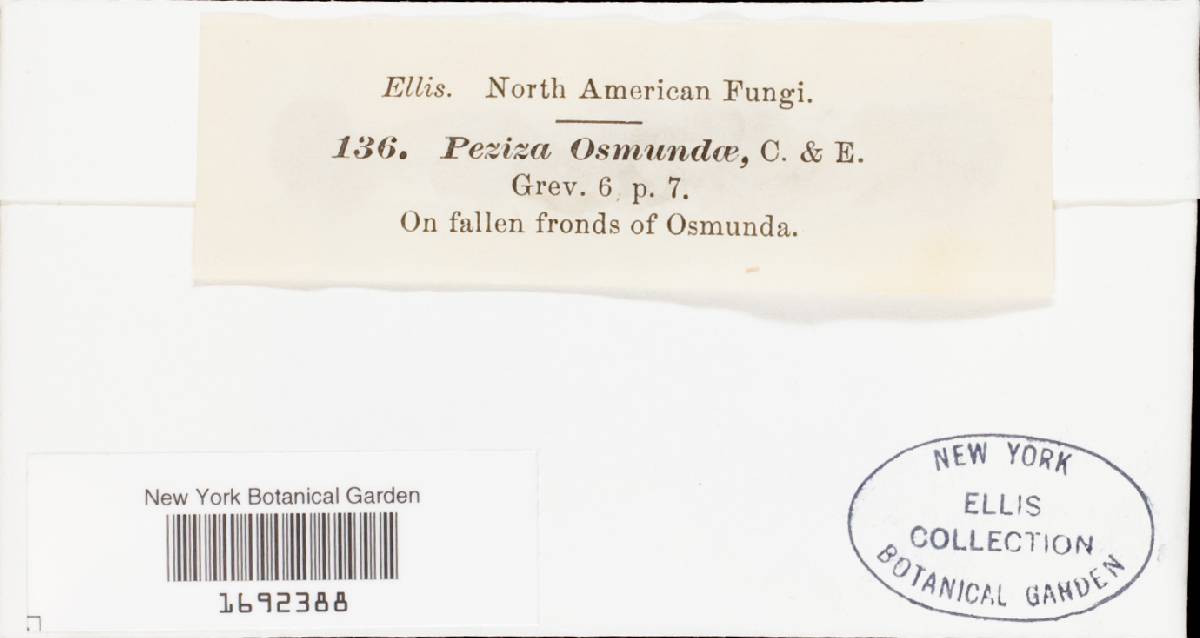 Ellis. North American Fungi.
136. Peziza Osmundæ, C. & E.
Grev. 6, p. 7.
On fallen fronds of Osmunda.
New York Botanical Garden
1692388
NEW YORK
ELLIS
COLLECTION
BOTANICAL GARDEN